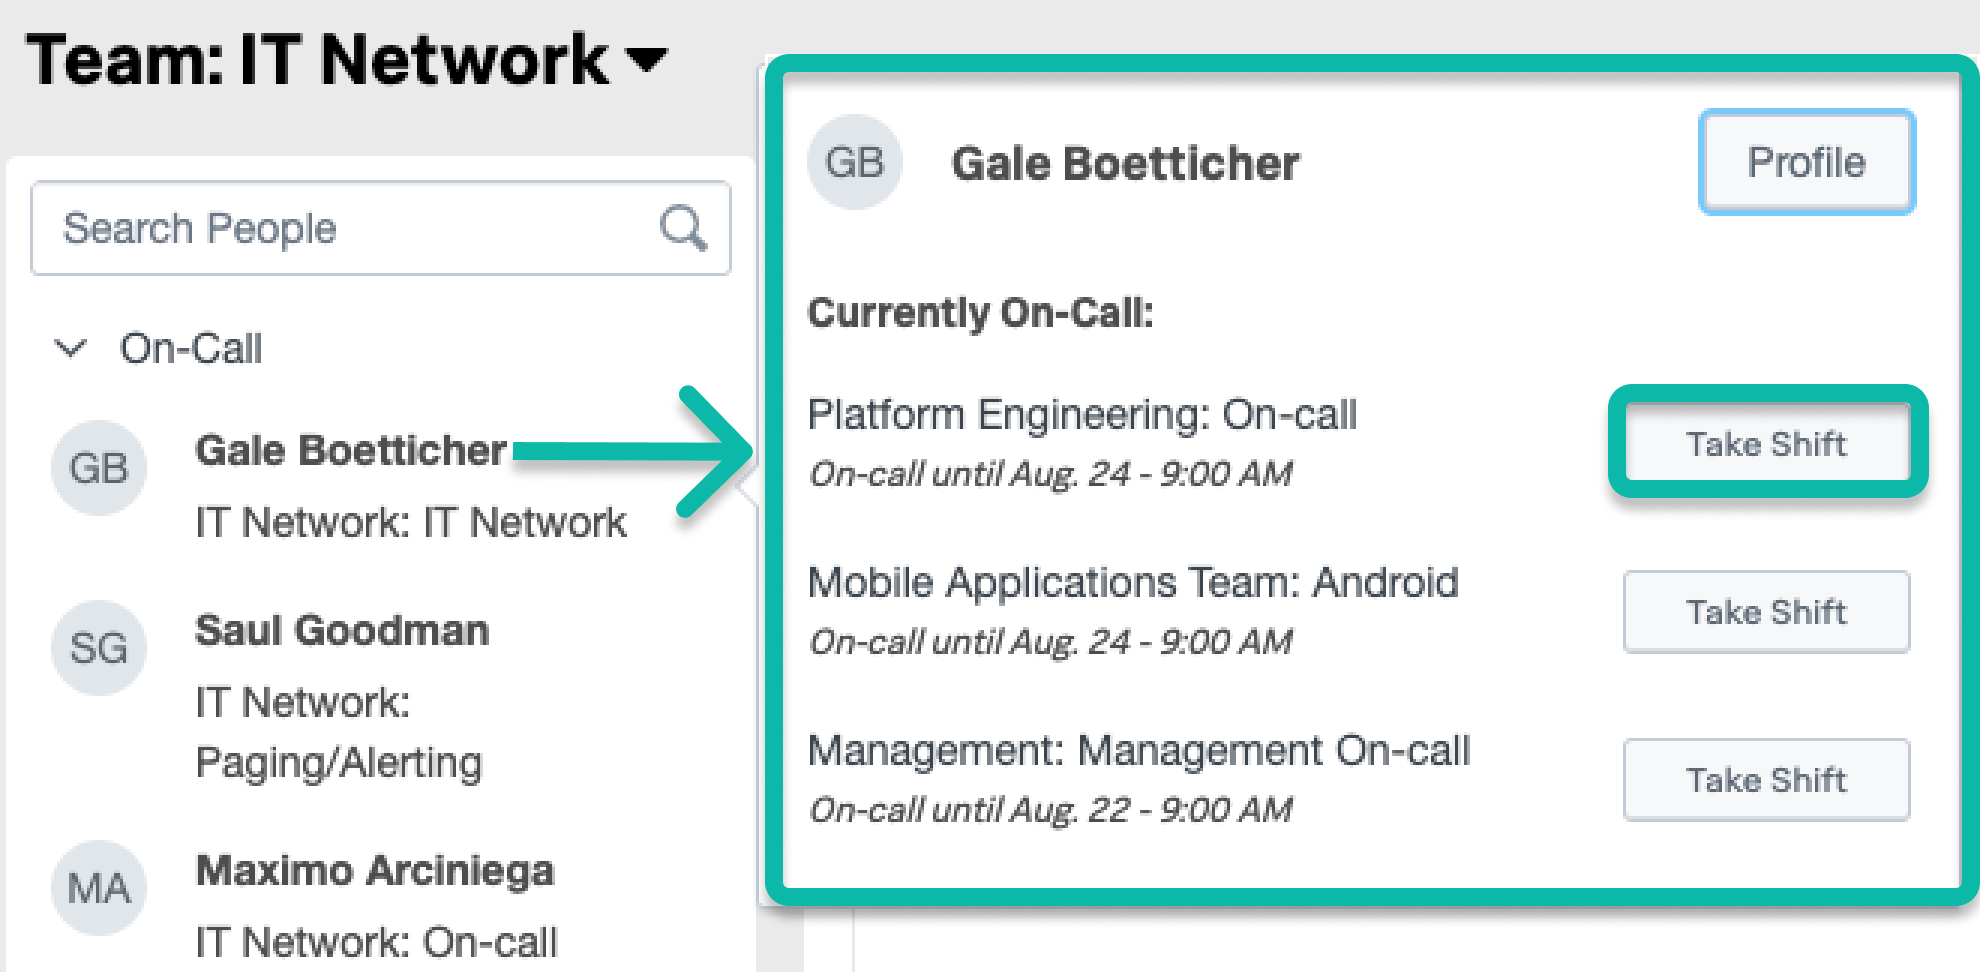 Team: IT Network
Search People
On-Call
GB
Gale Boetticher
IT Network: IT Network
SG
Saul Goodman
IT Network:
Paging/Alerting
MA
Maximo Arciniega
IT Network: On-call
GB
Gale Boetticher
Profile
Currently On-Call:
Platform Engineering: On-call
On-call until Aug. 24 - 9:00 AM
Take Shift
Mobile Applications Team: Android
On-call until Aug. 24 - 9:00 AM
Take Shift
Management: Management On-call
On-call until Aug. 22 - 9:00 AM
Take Shift